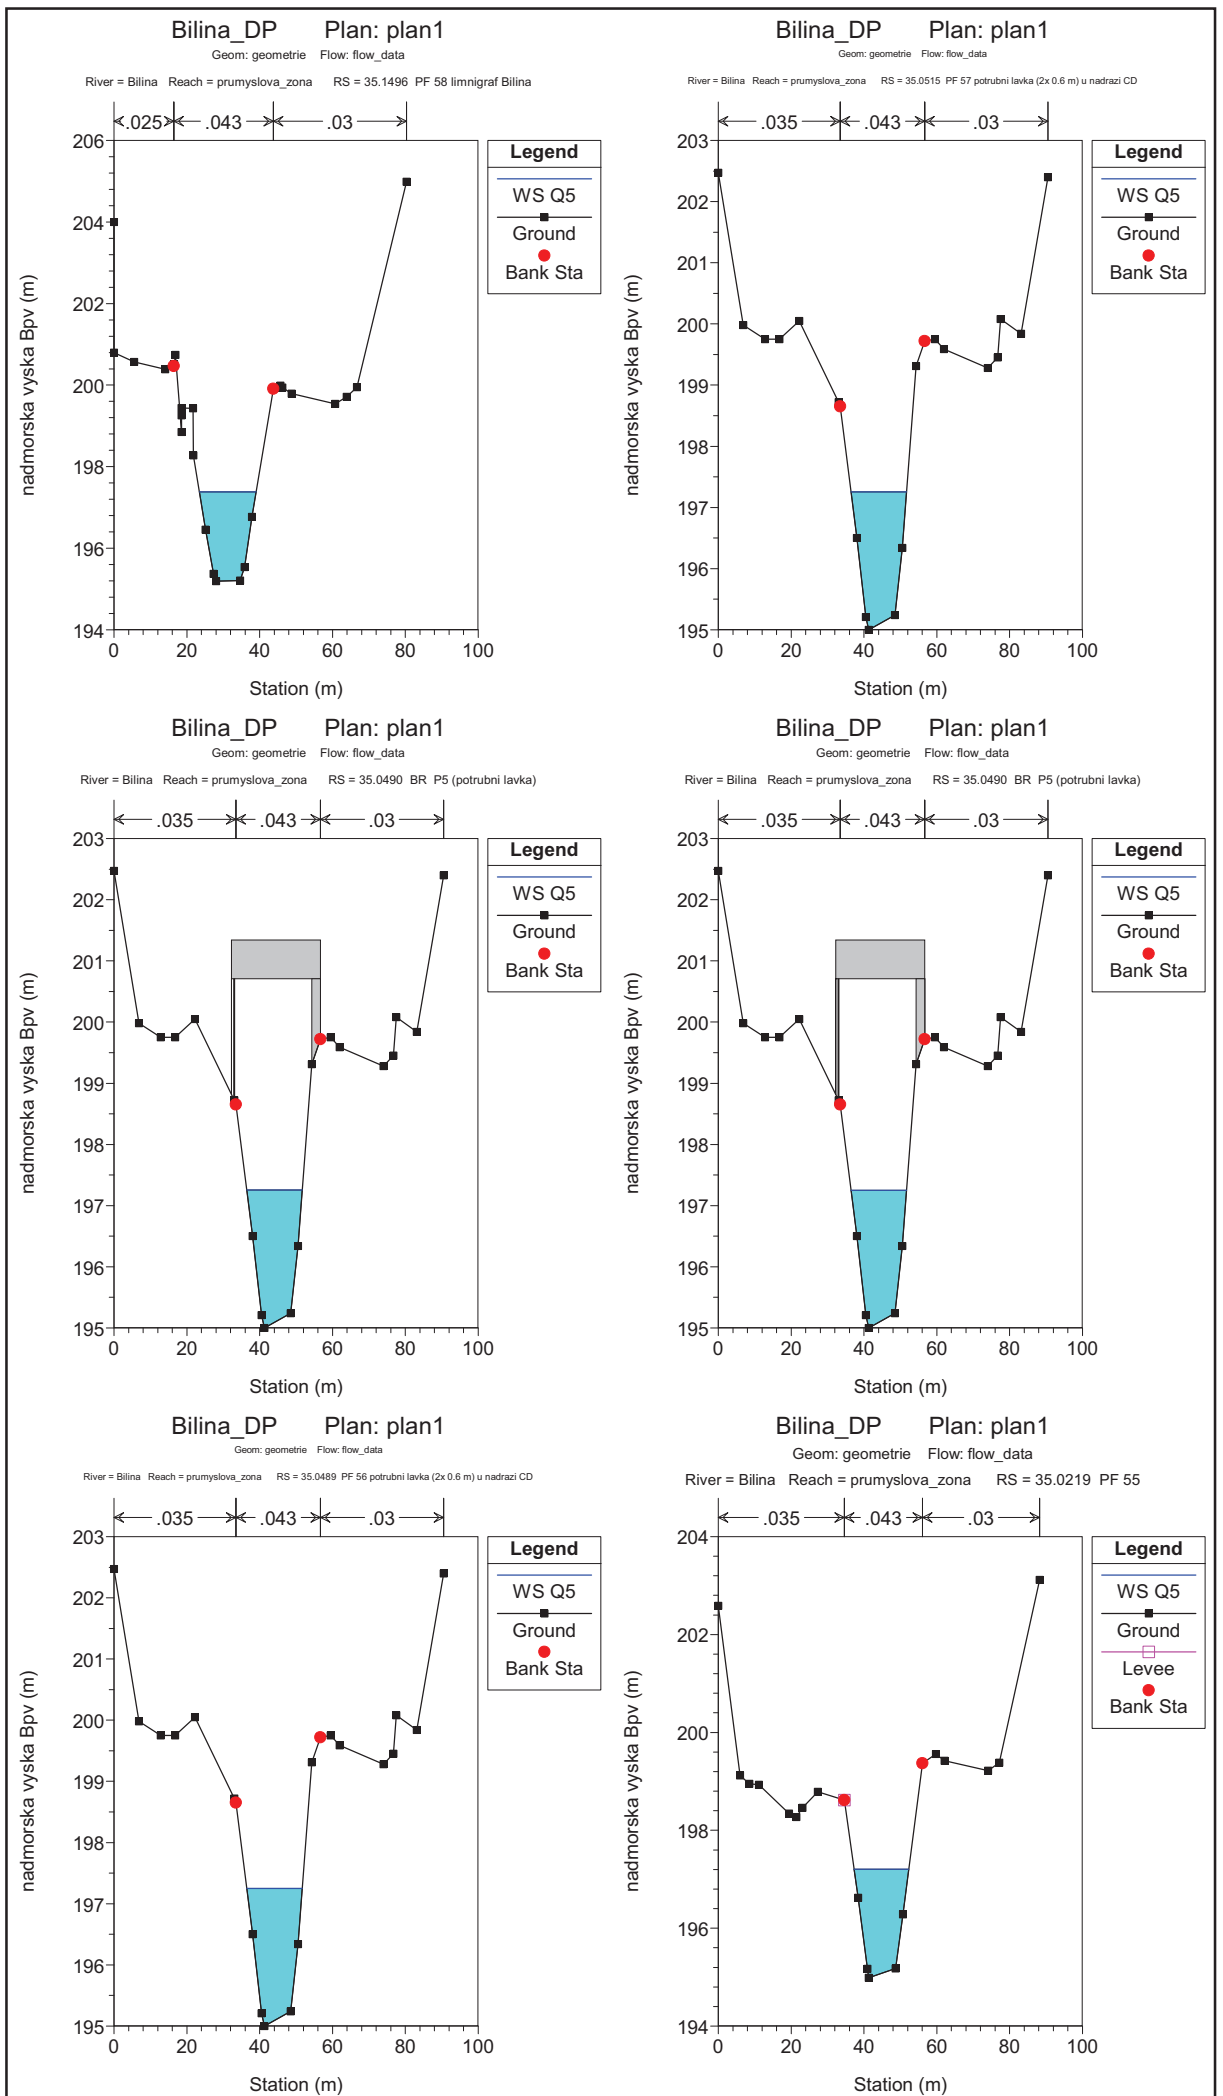 Bilina_DP Plan: plan1
Geom: geometrie Flow: flow_data
River = Bilina Reach = prumyslova_zona RS = 35.1496 PF 58 limnigraf Bilina
.025 .043 .03
206
204
202
200
198
196
194
0 20 40 60 80 100
Station (m)
nadmorska vyska Bpv (m)
Legend
WS Q5
Ground
Bank Sta
Bilina_DP Plan: plan1
Geom: geometrie Flow: flow_data
River = Bilina Reach = prumyslova_zona RS = 35.0515 PF 57 potrubni lavka (2x 0.6 m) u nadrazi CD
.035 .043 .03
203
202
201
200
199
198
197
196
195
0 20 40 60 80 100
Station (m)
nadmorska vyska Bpv (m)
Legend
WS Q5
Ground
Bank Sta
Bilina_DP Plan: plan1
Geom: geometrie Flow: flow_data
River = Bilina Reach = prumyslova_zona RS = 35.0490 BR P5 (potrubni lavka)
.035 .043 .03
203
202
201
200
199
198
197
196
195
0 20 40 60 80 100
Station (m)
nadmorska vyska Bpv (m)
Legend
WS Q5
Ground
Bank Sta
Bilina_DP Plan: plan1
Geom: geometrie Flow: flow_data
River = Bilina Reach = prumyslova_zona RS = 35.0490 BR P5 (potrubni lavka)
.035 .043 .03
203
202
201
200
199
198
197
196
195
0 20 40 60 80 100
Station (m)
nadmorska vyska Bpv (m)
Legend
WS Q5
Ground
Bank Sta
Bilina_DP Plan: plan1
Geom: geometrie Flow: flow_data
River = Bilina Reach = prumyslova_zona RS = 35.0489 PF 56 potrubni lavka (2x 0.6 m) u nadrazi CD
.035 .043 .03
203
202
201
200
199
198
197
196
195
0 20 40 60 80 100
Station (m)
nadmorska vyska Bpv (m)
Legend
WS Q5
Ground
Bank Sta
Bilina_DP Plan: plan1
Geom: geometrie Flow: flow_data
River = Bilina Reach = prumyslova_zona RS = 35.0219 PF 55
.035 .043 .03
204
202
200
198
196
194
0 20 40 60 80 100
Station (m)
nadmorska vyska Bpv (m)
Legend
WS Q5
Ground
Levee
Bank Sta